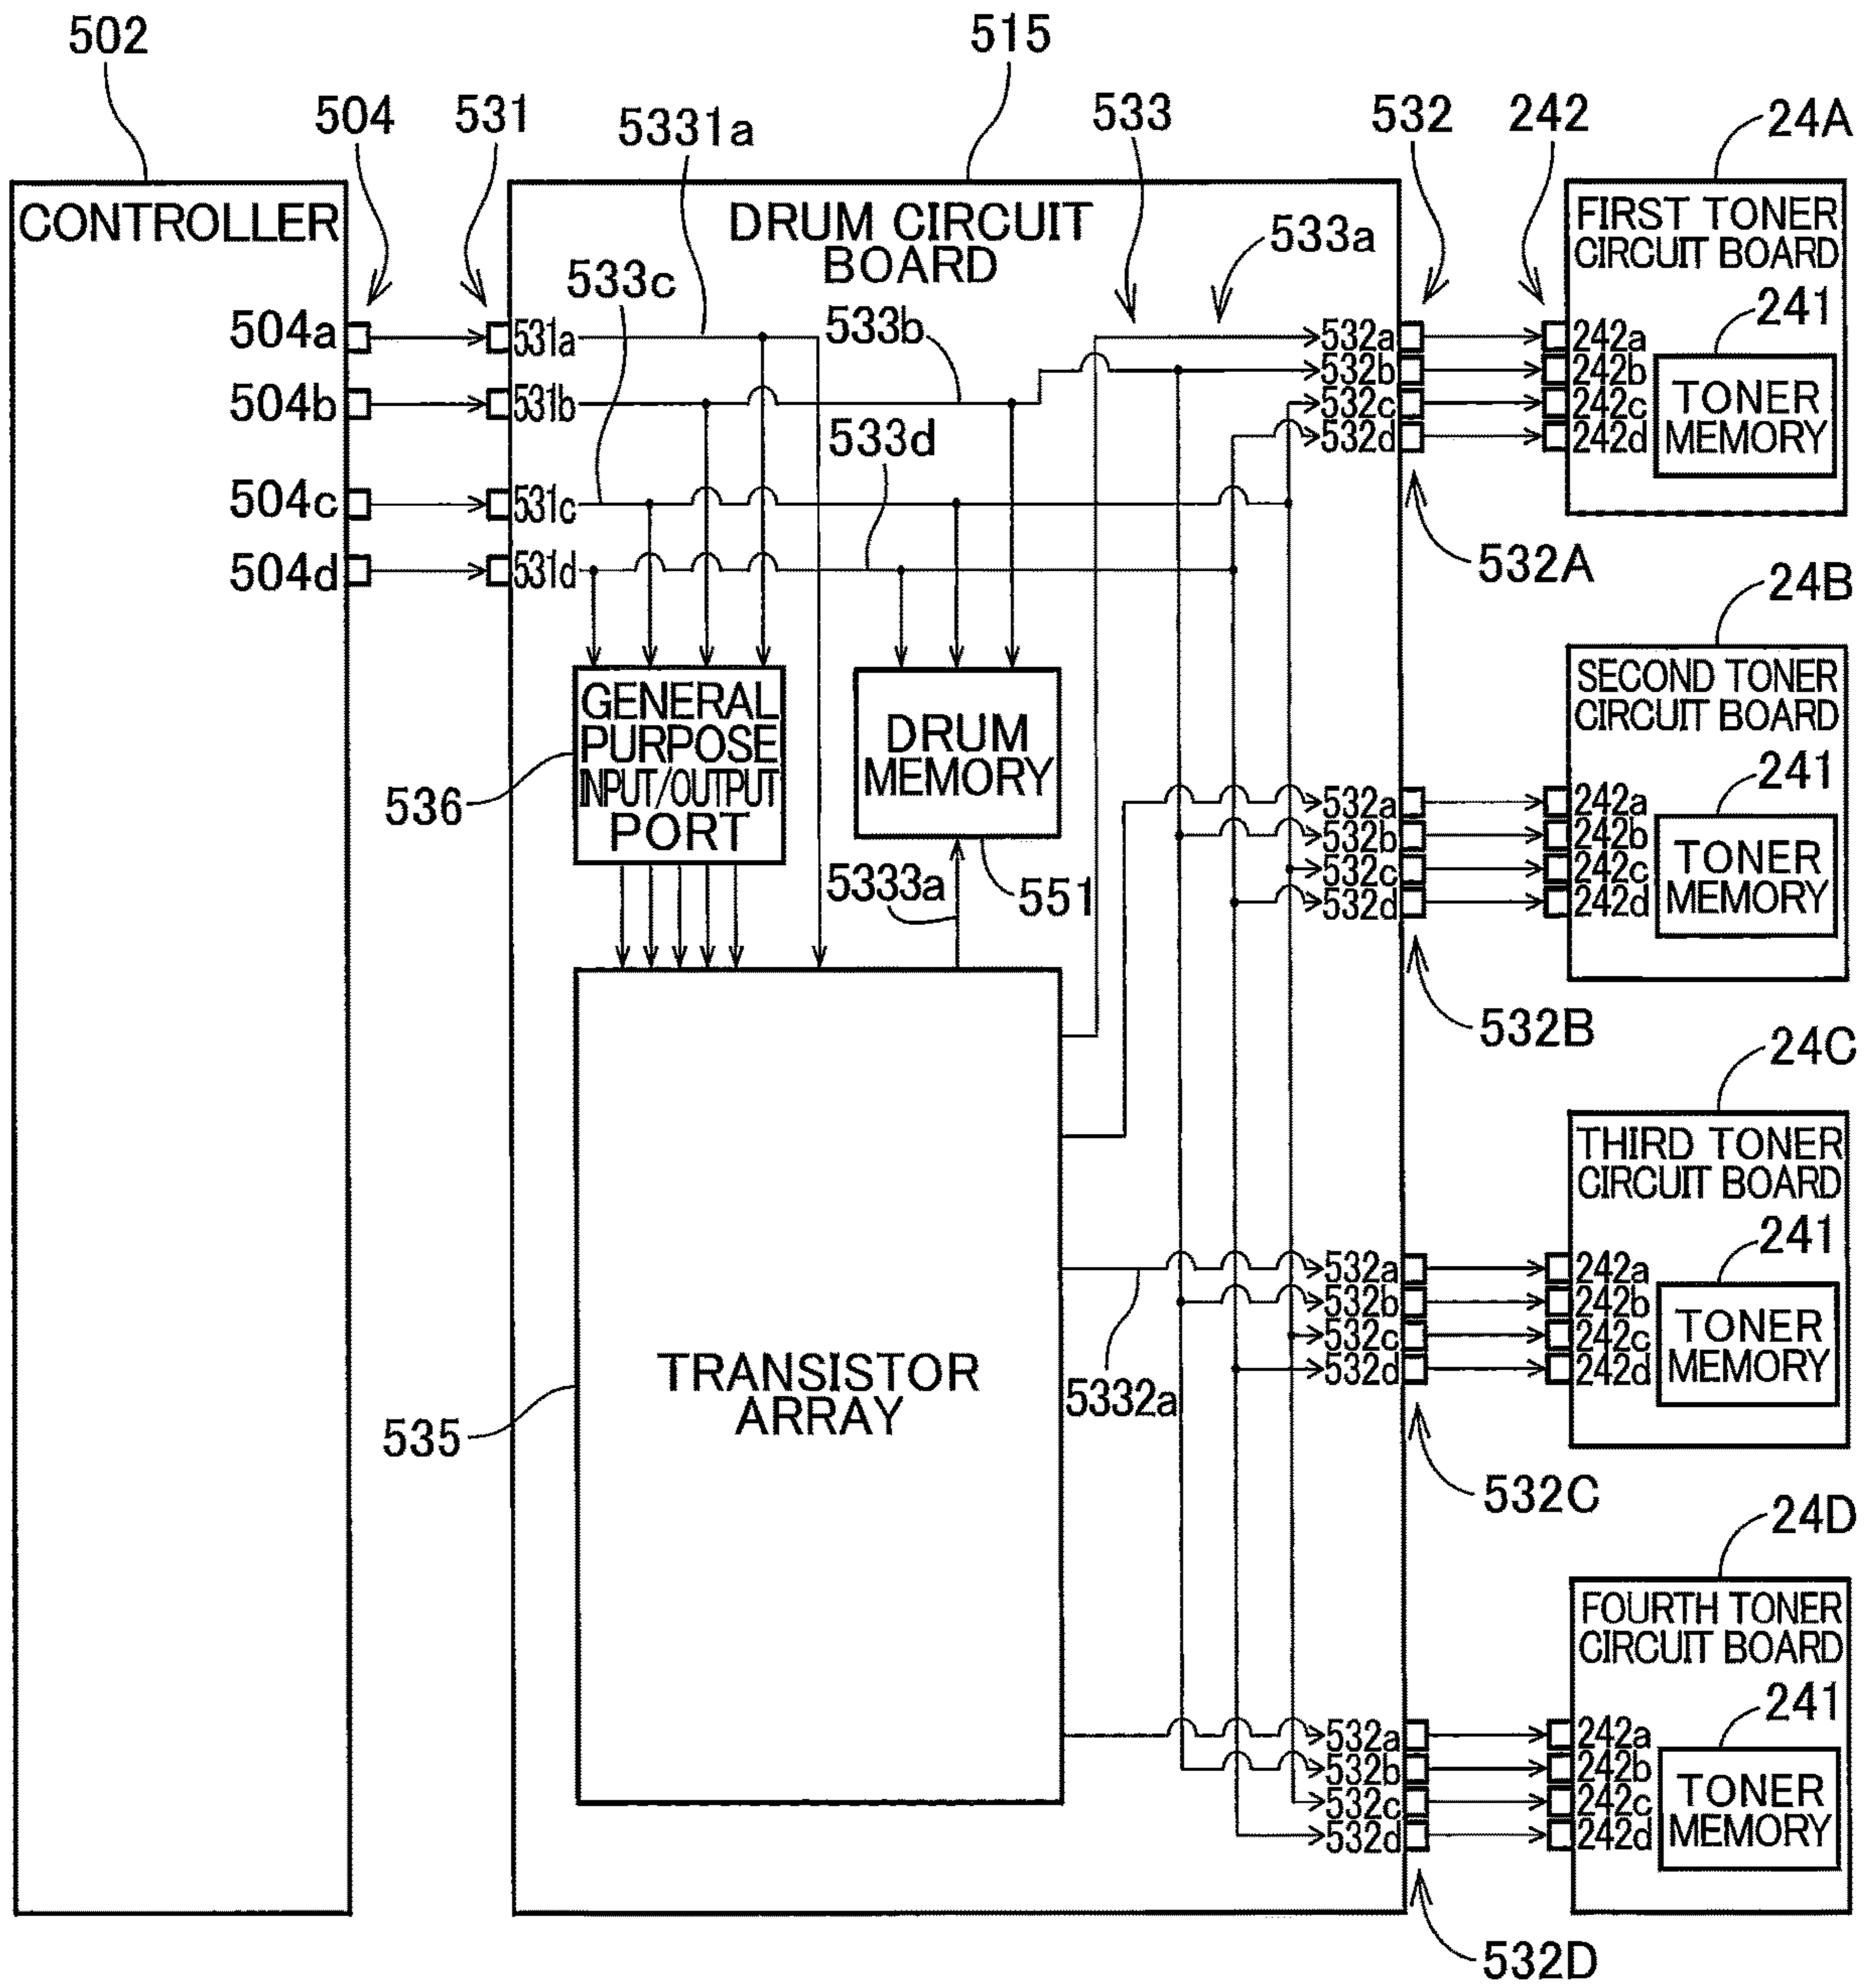 502
515
504
531
5331a
533
532
242
24A
CONTROLLER
DRUM CIRCUIT
BOARD
533a
533c
533b
FIRST TONER
CIRCUIT BOARD
241
504a
531a
532a
242a
504b
531b
532b
242b
TONER
MEMORY
532c
242c
533d
532d
242d
504c
531c
504d
531d
532A
24B
GENERAL
PURPOSE
INPUT/OUTPUT
PORT
536
DRUM
MEMORY
5333a
551
SECOND TONER
CIRCUIT BOARD
241
532a
242a
532b
242b
532c
242c
532d
242d
TONER
MEMORY
532B
24C
THIRD TONER
CIRCUIT BOARD
241
532a
242a
532b
242b
532c
242c
532d
242d
TONER
MEMORY
TRANSISTOR
ARRAY
5332a
535
532C
24D
FOURTH TONER
CIRCUIT BOARD
241
532a
242a
532b
242b
532c
242c
532d
242d
TONER
MEMORY
532D